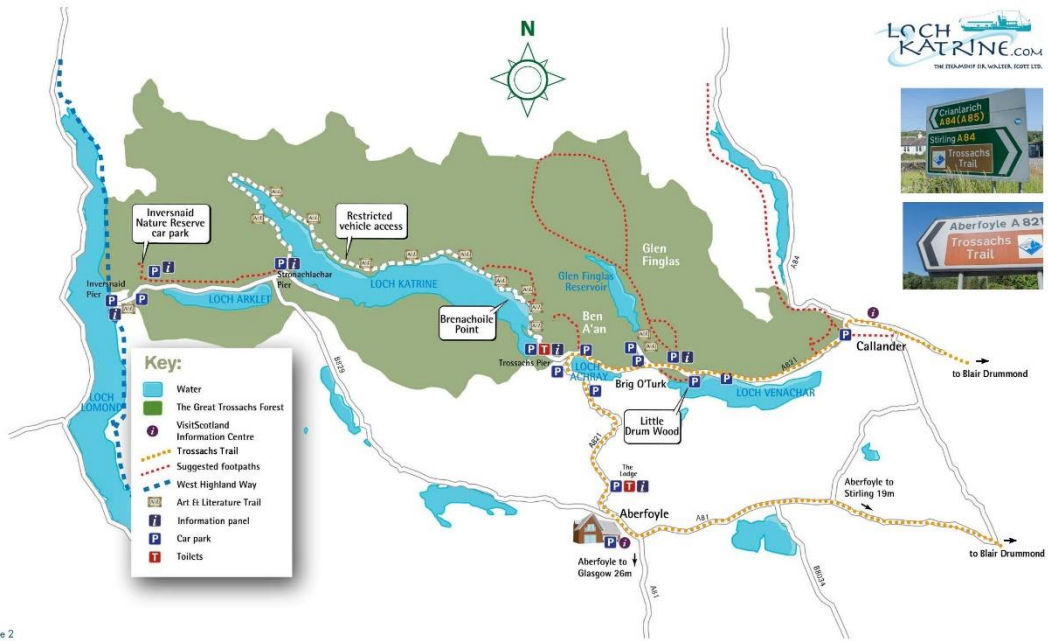 LOCH
KATRINE.COM
THE STEAMSHIP SIR WALTER SCOTT LTD.
N
Crianlarich
A84(A85)
Stirling A84
Trossachs
Trail
Aberfoyle A 821
Trossachs
Trail
Inversnaid
Nature Reserve
car park
Restricted
vehicle access
Glen
Finglas
Glen Finglas
Reservoir
A84
Inversnaid
Pier
Stronachlachar
Pier
LOCH ARKLET
LOCH KATRINE
Brenachoile
Point
Ben
A'an
Trossachs Pier
LOCH
ACHRAY
Brig O'Turk
LOCH VENACHAR
A821
Callander
to Blair Drummond
Little
Drum Wood
B829
LOCH
LOMOND
A821
The
Lodge
Aberfoyle
A81
Aberfoyle to
Stirling 19m
to Blair Drummond
Aberfoyle to
Glasgow 26m
A81
B8034
Key:
Water
The Great Trossachs Forest
VisitScotland
Information Centre
Trossachs Trail
Suggested footpaths
West Highland Way
Art & Literature Trail
i Information panel
P Car park
T Toilets
P i
P i
P
P
i
P T i
P
P
P
P
P
P i
P
P
P
i
P T i
P i
e 2